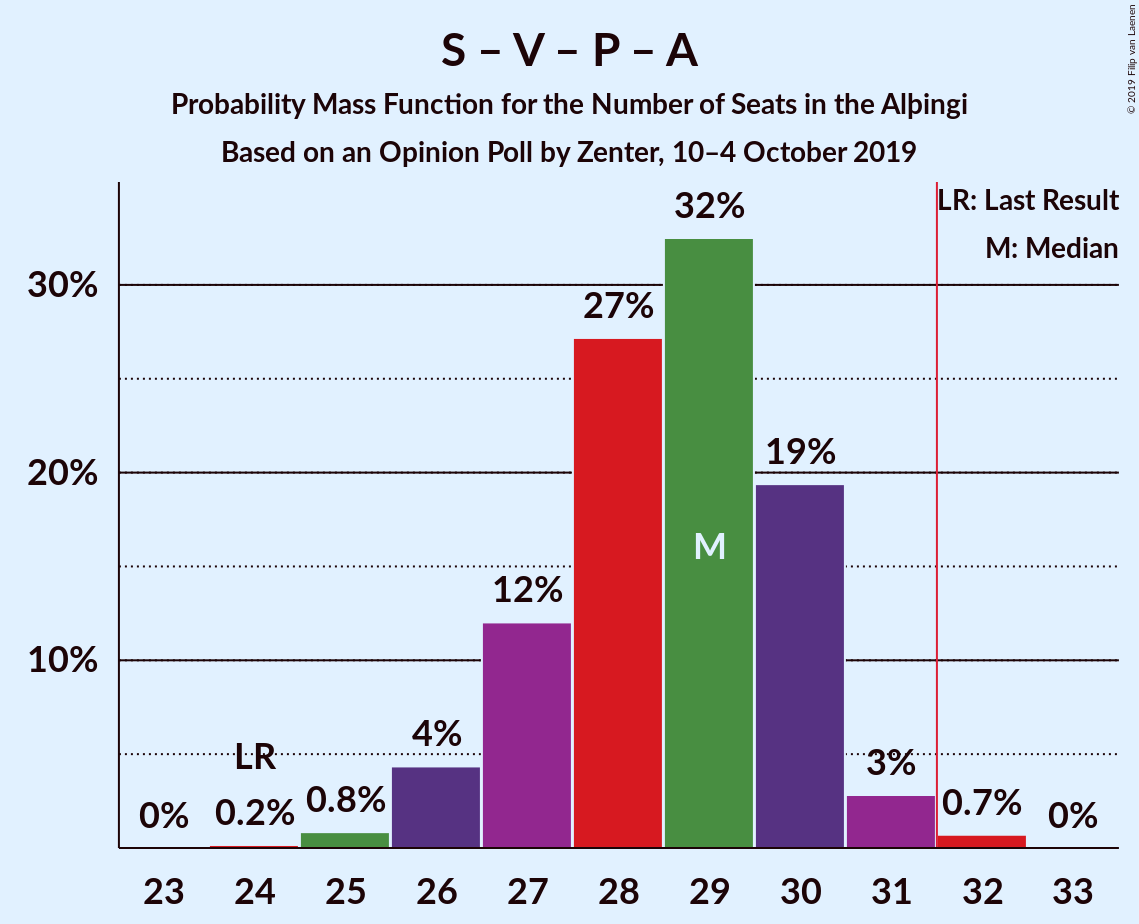 S – V – P – A
Probability Mass Function for the Number of Seats in the Alþingi
Based on an Opinion Poll by Zenter, 10–4 October 2019
© 2019 Filip van Laenen
LR: Last Result
M: Median
32%
30%
27%
20%
19%
M
12%
10%
4%
LR
3%
0%
0.2%
0.8%
0.7%
0%
23 24 25 26 27 28 29 30 31 32 33